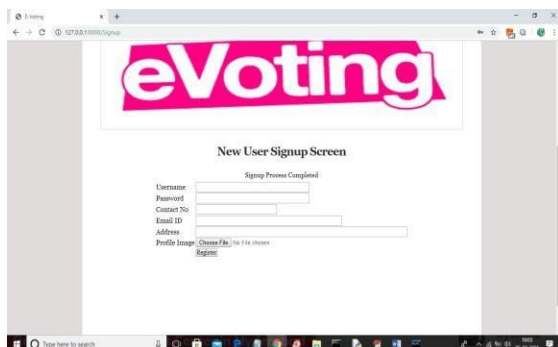 E-Voting
127.0.0.1:8000/Signup
eVoting
New User Signup Screen
Signup Process Completed
Username
Password
Contact No
Email ID
Address
Profile Image Choose File No file chosen
Register
Type here to search